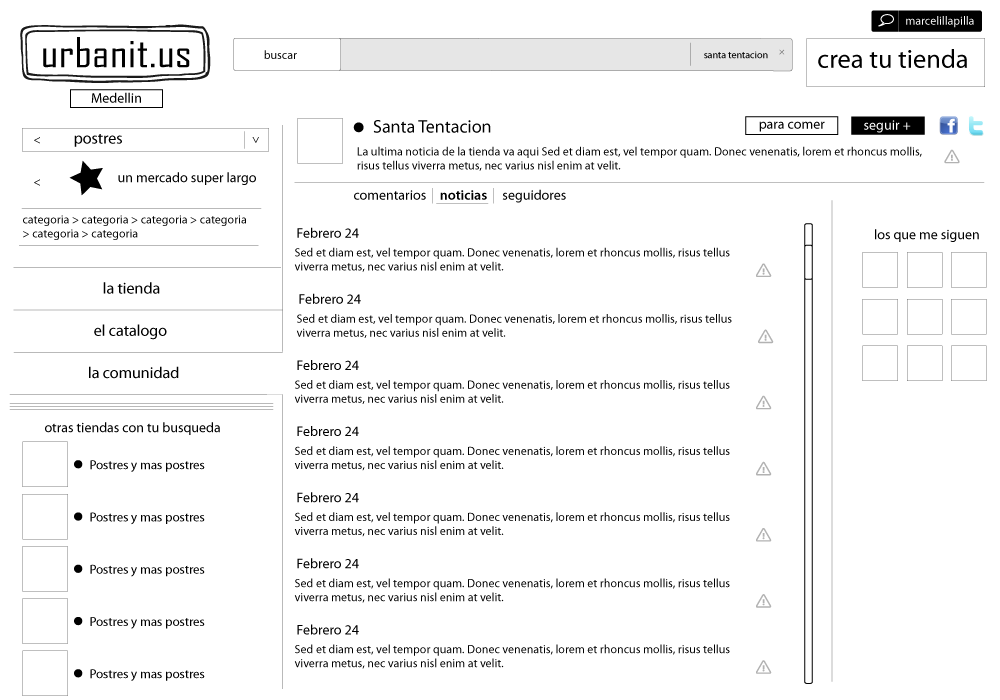 marcelillapilla
urbanit.us
buscar
santa tentacion ×
crea tu tienda
Medellin
< postres v
< un mercado super largo
categoria > categoria > categoria > categoria
> categoria > categoria
la tienda
el catalogo
la comunidad
otras tiendas con tu busqueda
Postres y mas postres
Postres y mas postres
Postres y mas postres
Postres y mas postres
Postres y mas postres
Santa Tentacion
para comer
seguir +
La ultima noticia de la tienda va aqui Sed et diam est, vel tempor quam. Donec venenatis, lorem et rhoncus mollis,
risus tellus viverra metus, nec varius nisl enim at velit.
comentarios noticias seguidores
Febrero 24
Sed et diam est, vel tempor quam. Donec venenatis, lorem et rhoncus mollis, risus tellus
viverra metus, nec varius nisl enim at velit.
Febrero 24
Sed et diam est, vel tempor quam. Donec venenatis, lorem et rhoncus mollis, risus tellus
viverra metus, nec varius nisl enim at velit.
Febrero 24
Sed et diam est, vel tempor quam. Donec venenatis, lorem et rhoncus mollis, risus tellus
viverra metus, nec varius nisl enim at velit.
Febrero 24
Sed et diam est, vel tempor quam. Donec venenatis, lorem et rhoncus mollis, risus tellus
viverra metus, nec varius nisl enim at velit.
Febrero 24
Sed et diam est, vel tempor quam. Donec venenatis, lorem et rhoncus mollis, risus tellus
viverra metus, nec varius nisl enim at velit.
Febrero 24
Sed et diam est, vel tempor quam. Donec venenatis, lorem et rhoncus mollis, risus tellus
viverra metus, nec varius nisl enim at velit.
Febrero 24
Sed et diam est, vel tempor quam. Donec venenatis, lorem et rhoncus mollis, risus tellus
viverra metus, nec varius nisl enim at velit.
los que me siguen